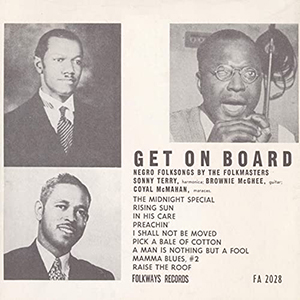 GET ON BOARD
NEGRO FOLKSONGS BY THE FOLKMASTERS
SONNY TERRY, harmonica; BROWNIE McGHEE, guitar;
COYAL McMAHAN, maracas.
THE MIDNIGHT SPECIAL
RISING SUN
IN HIS CARE
PREACHIN'
I SHALL NOT BE MOVED
PICK A BALE OF COTTON
A MAN IS NOTHING BUT A FOOL
MAMMA BLUES, #2
RAISE THE ROOF
FOLKWAYS RECORDS FA 2028